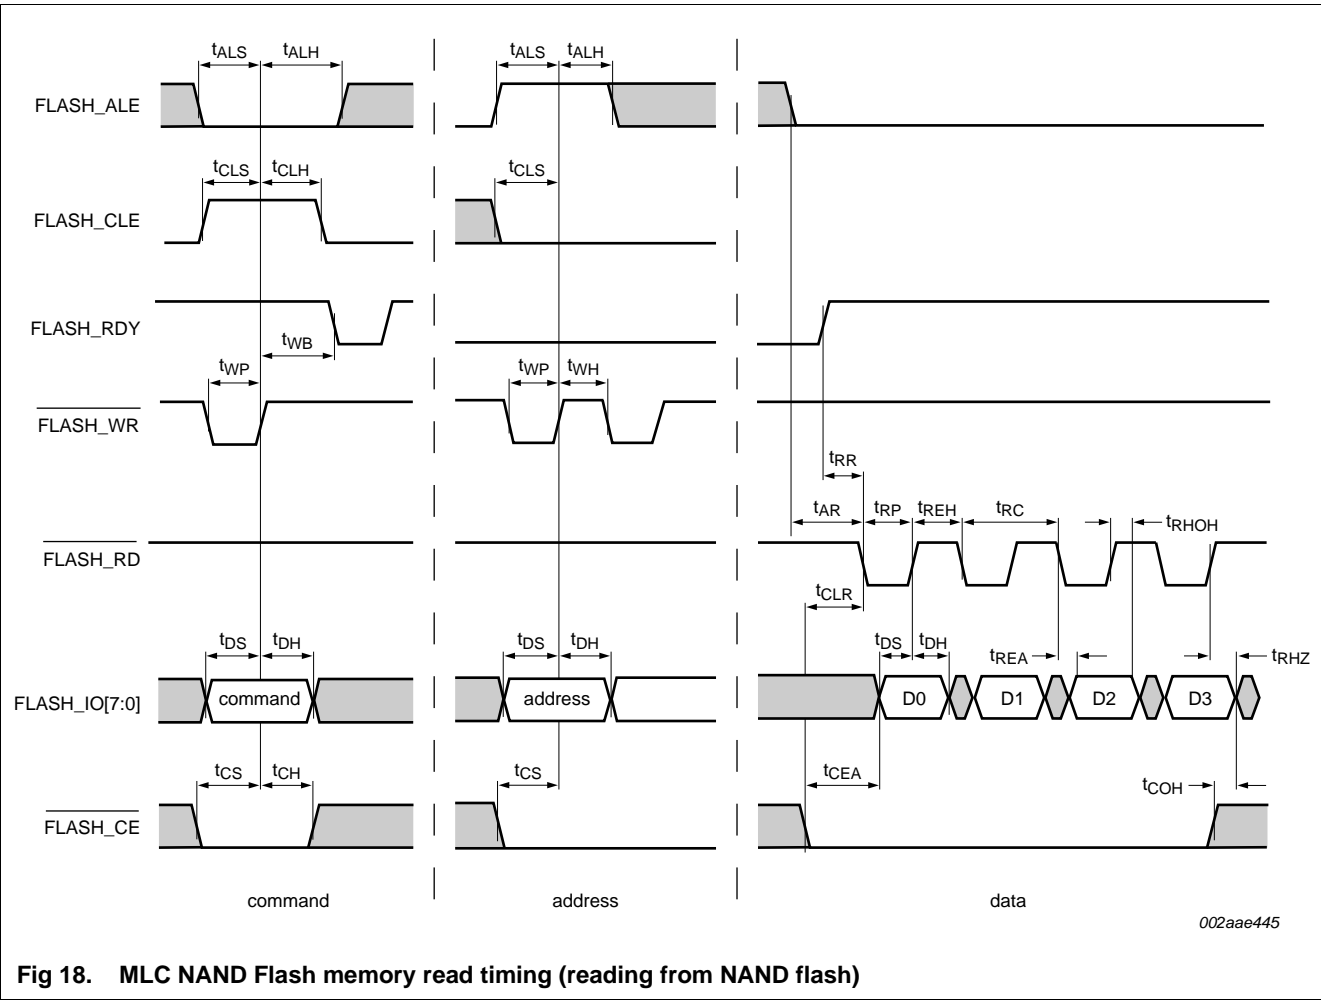 tALS tALH tALS tALH
FLASH_ALE
tCLS tCLH tCLS
FLASH_CLE
FLASH_RDY
tWB
tWP tWP tWH
FLASH_WR
tRR
tAR tRP tREH tRC tRHOH
FLASH_RD
tCLR
tDS tDH tDS tDH tDS tDH
tREA tRHZ
FLASH_IO[7:0] command address D0 D1 D2 D3
tCS tCH tCS tCEA
tCOH
FLASH_CE
command address data
002aae445
Fig 18. MLC NAND Flash memory read timing (reading from NAND flash)